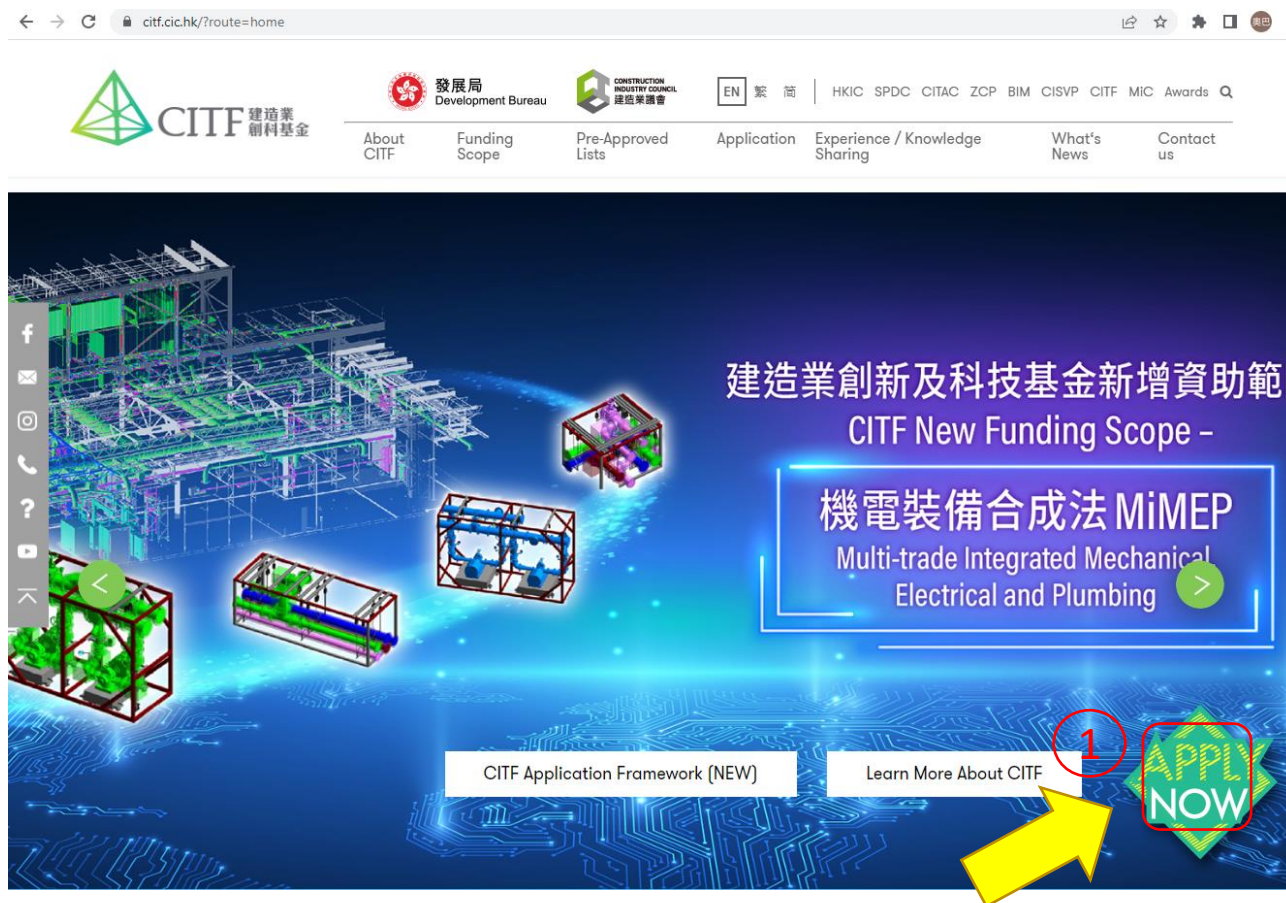 citf.cic.hk/?route=home
奧巴
CITF 建造業
創科基金
發展局
Development Bureau
CONSTRUCTION
INDUSTRY COUNCIL
建造業議會
EN 繁 简 HKIC SPDC CITAC ZCP BIM CISVP CITF MiC Awards
About
CITF
Funding
Scope
Pre-Approved
Lists
Application
Experience / Knowledge
Sharing
What's
News
Contact
us
建造業創新及科技基金新增資助範
CITF New Funding Scope –
機電裝備合成法 MiMEP
Multi-trade Integrated Mechanical,
Electrical and Plumbing
CITF Application Framework (NEW)
Learn More About CITF
1
APPLY
NOW